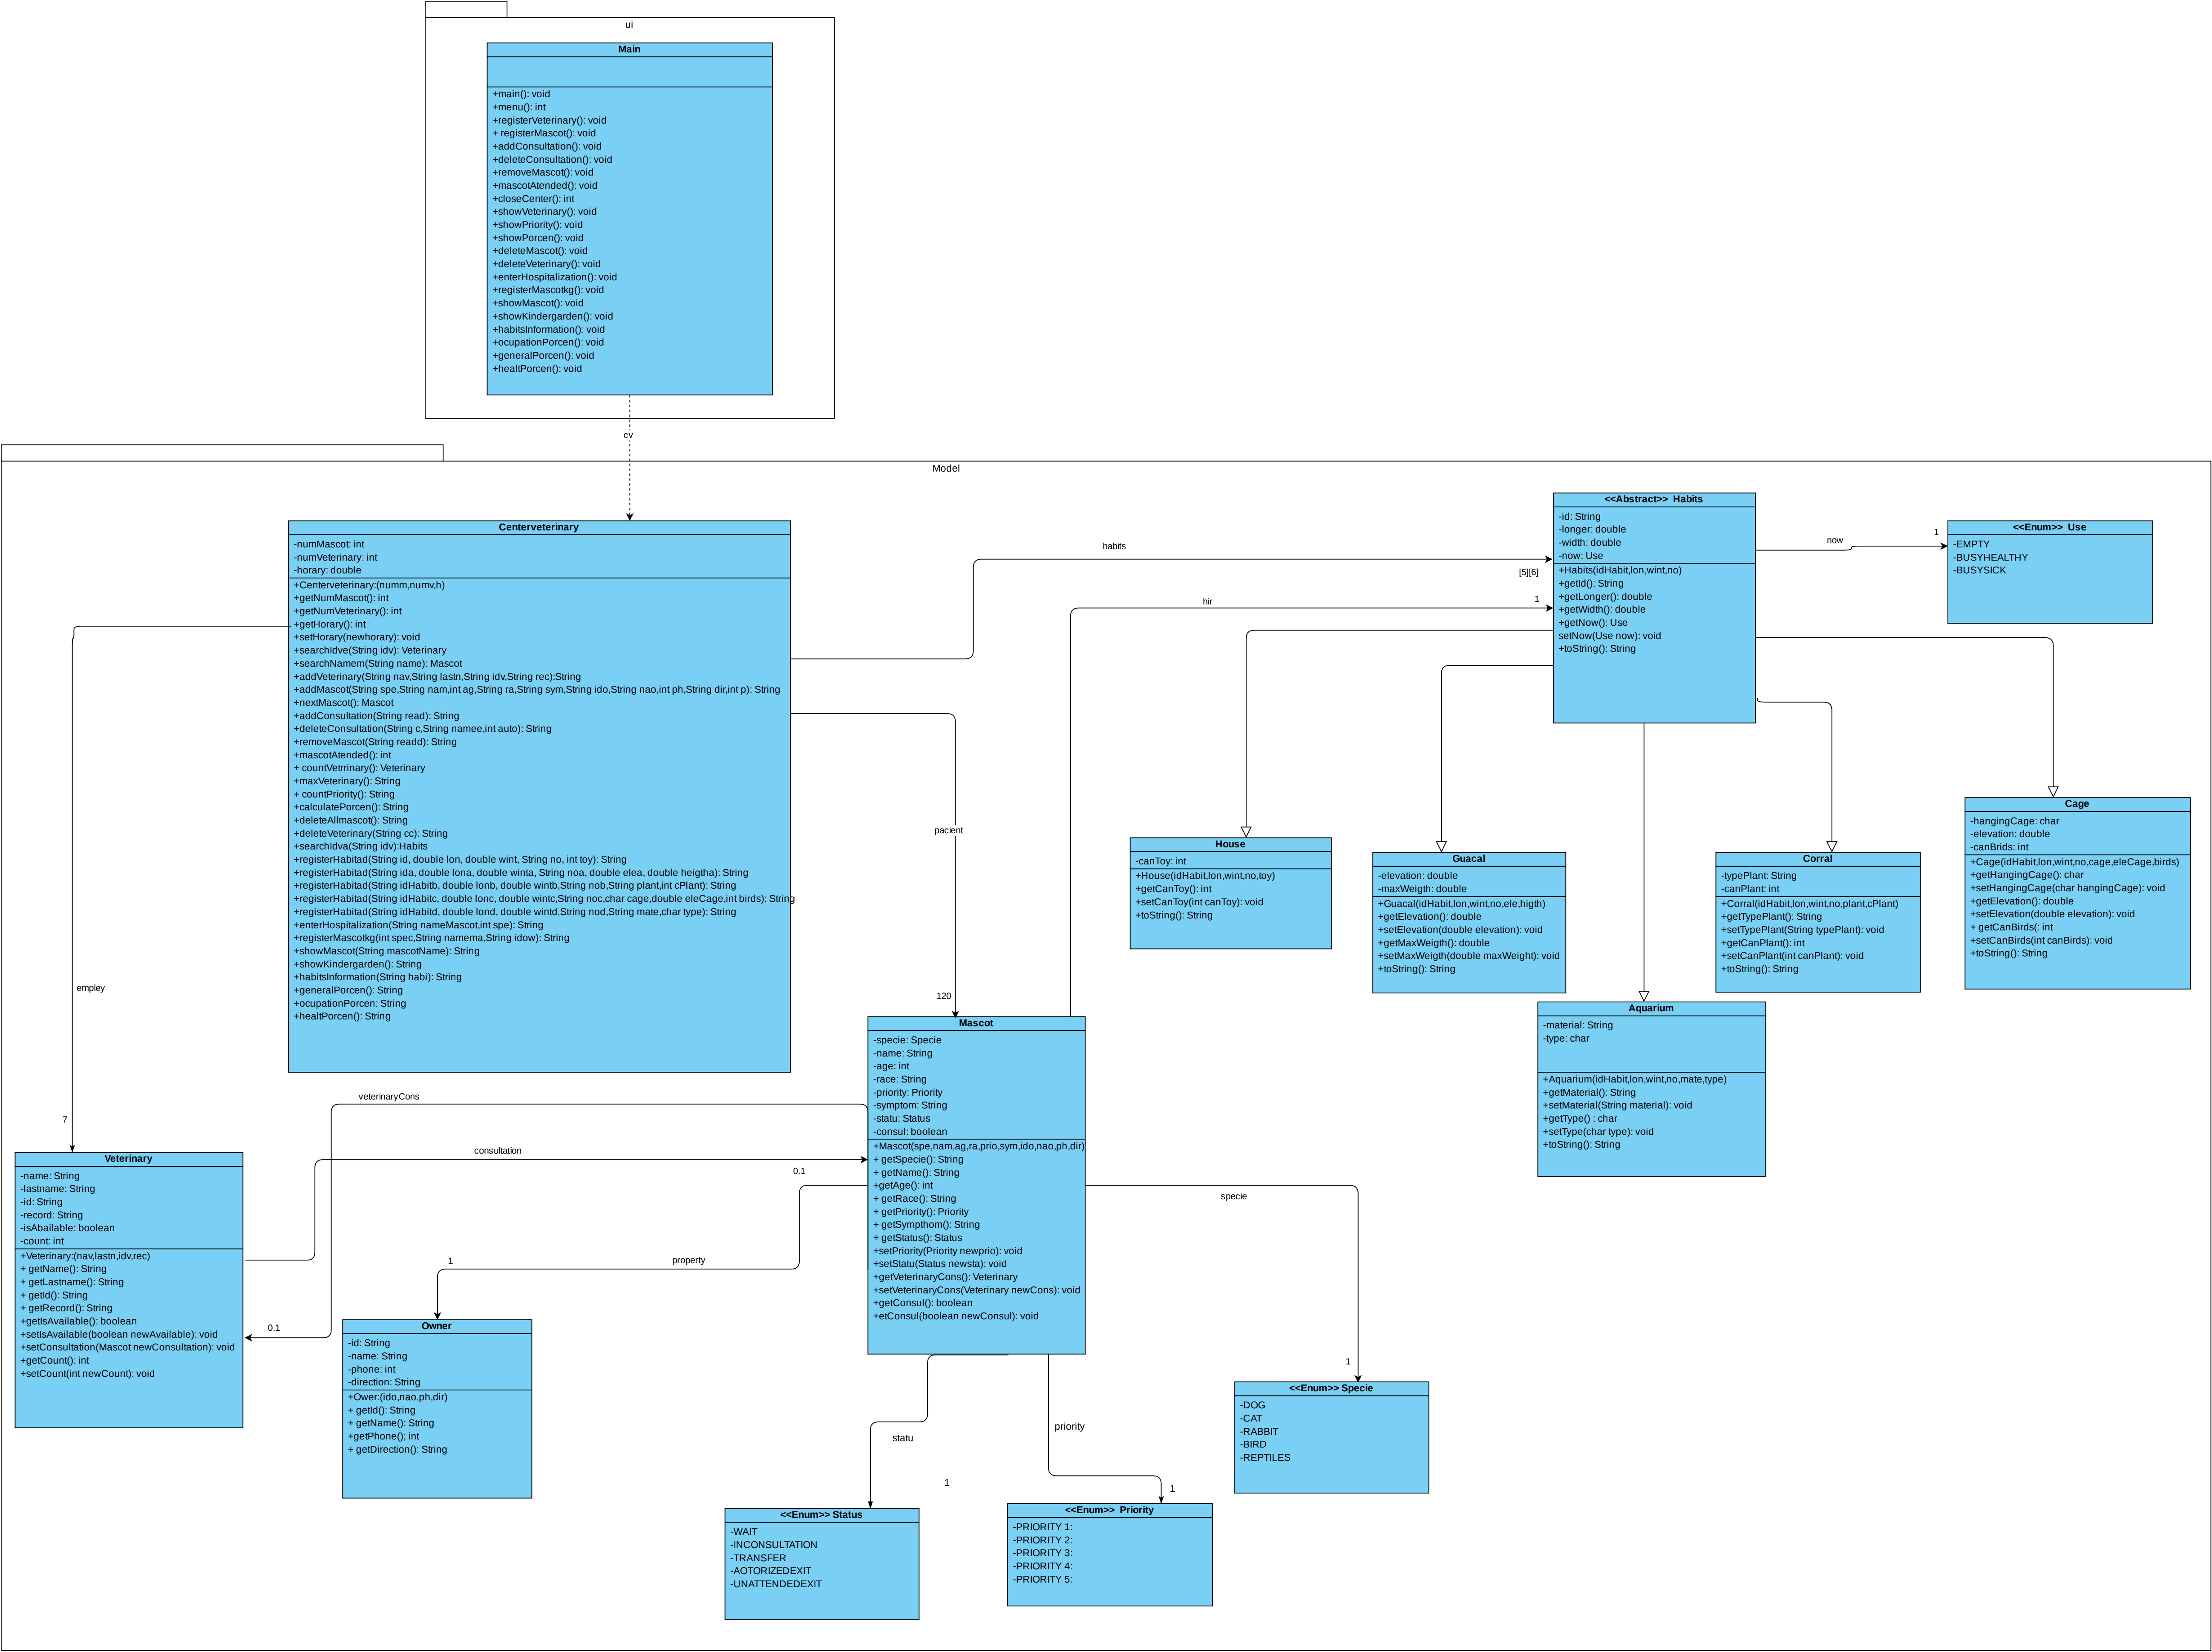 ui
Main
+main(): void
+menu(): int
+registerVeterinary(): void
+ registerMascot(): void
+addConsultation(): void
+deleteConsultation(): void
+removeMascot(): void
+mascotAtended(): void
+closeCenter(): int
+showVeterinary(): void
+showPriority(): void
+showPorcen(): void
+deleteMascot(): void
+deleteVeterinary(): void
+enterHospitalization(): void
+registerMascotkg(): void
+showMascot(): void
+showKindergarden(): void
+habitsInformation(): void
+ocupationPorcen(): void
+generalPorcen(): void
+healtPorcen(): void
cv
Model
Centerveterinary
-numMascot: int
-numVeterinary: int
-horary: double
+Centerveterinary:(numm,numv,h)
+getNumMascot(): int
+getNumVeterinary(): int
+getHorary(): int
+setHorary(newhorary): void
+searchIdve(String idv): Veterinary
+searchNamem(String name): Mascot
+addVeterinary(String nav,String lastn,String idv,String rec):String
+addMascot(String spe,String nam,int ag,String ra,String sym,String ido,String nao,int ph,String dir,int p): String
+nextMascot(): Mascot
+addConsultation(String read): String
+deleteConsultation(String c,String namee,int auto): String
+removeMascot(String readd): String
+mascotAtended(): int
+ countVetrrinary(): Veterinary
+maxVeterinary(): String
+ countPriority(): String
+calculatePorcen(): String
+deleteAllmascot(): String
+deleteVeterinary(String cc): String
+searchIdva(String idv):Habits
+registerHabitad(String id, double lon, double wint, String no, int toy): String
+registerHabitad(String ida, double lona, double winta, String noa, double elea, double heigtha): String
+registerHabitad(String idHabitb, double lonb, double wintb,String nob,String plant,int cPlant): String
+registerHabitad(String idHabitc, double lonc, double wintc,String noc,char cage,double eleCage,int birds): String
+registerHabitad(String idHabitd, double lond, double wintd,String nod,String mate,char type): String
+enterHospitalization(String nameMascot,int spe): String
+registerMascotkg(int spec,String namema,String idow): String
+showMascot(String mascotName): String
+showKindergarden(): String
+habitsInformation(String habi): String
+generalPorcen(): String
+ocupationPorcen: String
+healtPorcen(): String
habits
[5][6]
hir
1
<<Abstract>> Habits
-id: String
-longer: double
-width: double
-now: Use
+Habits(idHabit,lon,wint,no)
+getId(): String
+getLonger(): double
+getWidth(): double
+getNow(): Use
setNow(Use now): void
+toString(): String
now
1
<<Enum>> Use
-EMPTY
-BUSYHEALTHY
-BUSYSICK
House
-canToy: int
+House(idHabit,lon,wint,no,toy)
+getCanToy(): int
+setCanToy(int canToy): void
+toString(): String
Guacal
-elevation: double
-maxWeigth: double
+Guacal(idHabit,lon,wint,no,ele,higth)
+getElevation(): double
+setElevation(double elevation): void
+getMaxWeigth(): double
+setMaxWeigth(double maxWeight): void
+toString(): String
Corral
-typePlant: String
-canPlant: int
+Corral(idHabit,lon,wint,no,plant,cPlant)
+getTypePlant(): String
+setTypePlant(String typePlant): void
+getCanPlant(): int
+setCanPlant(int canPlant): void
+toString(): String
Cage
-hangingCage: char
-elevation: double
-canBrids: int
+Cage(idHabit,lon,wint,no,cage,eleCage,birds)
+getHangingCage(): char
+setHangingCage(char hangingCage): void
+getElevation(): double
+setElevation(double elevation): void
+ getCanBirds(: int
+setCanBirds(int canBirds): void
+toString(): String
Aquarium
-material: String
-type: char
+Aquarium(idHabit,lon,wint,no,mate,type)
+getMaterial(): String
+setMaterial(String material): void
+getType() : char
+setType(char type): void
+toString(): String
pacient
120
empley
7
Mascot
-specie: Specie
-name: String
-age: int
-race: String
-priority: Priority
-symptom: String
-statu: Status
-consul: boolean
+Mascot(spe,nam,ag,ra,prio,sym,ido,nao,ph,dir)
+ getSpecie(): String
+ getName(): String
+getAge(): int
+ getRace(): String
+ getPriority(): Priority
+ getSympthom(): String
+ getStatus(): Status
+setPriority(Priority newprio): void
+setStatu(Status newsta): void
+getVeterinaryCons(): Veterinary
+setVeterinaryCons(Veterinary newCons): void
+getConsul(): boolean
+etConsul(boolean newConsul): void
veterinaryCons
consultation
0.1
0.1
property
1
Veterinary
-name: String
-lastname: String
-id: String
-record: String
-isAbailable: boolean
-count: int
+Veterinary:(nav,lastn,idv,rec)
+ getName(): String
+ getLastname(): String
+ getId(): String
+ getRecord(): String
+getIsAvailable(): boolean
+setIsAvailable(boolean newAvailable): void
+setConsultation(Mascot newConsultation): void
+getCount(): int
+setCount(int newCount): void
Owner
-id: String
-name: String
-phone: int
-direction: String
+Ower:(ido,nao,ph,dir)
+ getId(): String
+ getName(): String
+getPhone(); int
+ getDirection(): String
specie
1
<<Enum>> Specie
-DOG
-CAT
-RABBIT
-BIRD
-REPTILES
statu
1
<<Enum>> Status
-WAIT
-INCONSULTATION
-TRANSFER
-AOTORIZEDEXIT
-UNATTENDEDEXIT
priority
1
<<Enum>> Priority
-PRIORITY 1:
-PRIORITY 2:
-PRIORITY 3:
-PRIORITY 4:
-PRIORITY 5: